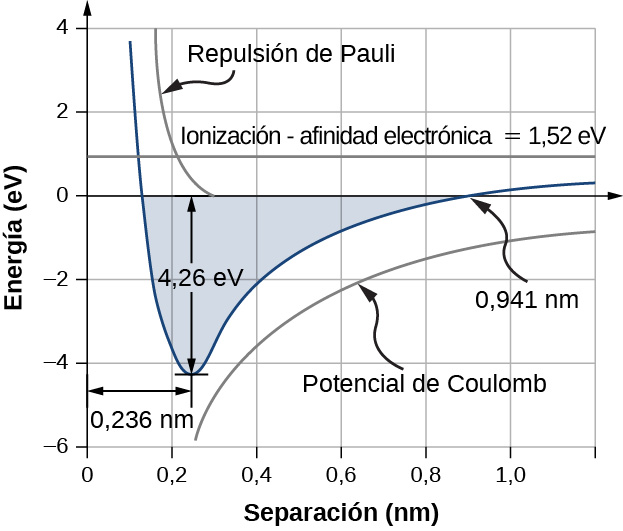 4
Repulsión de Pauli
2
Ionización - afinidad electrónica = 1,52 eV
0
4,26 eV
−2
0,941 nm
−4
Potencial de Coulomb
0,236 nm
−6
0 0,2 0,4 0,6 0,8 1,0
Separación (nm)
Energía (eV)